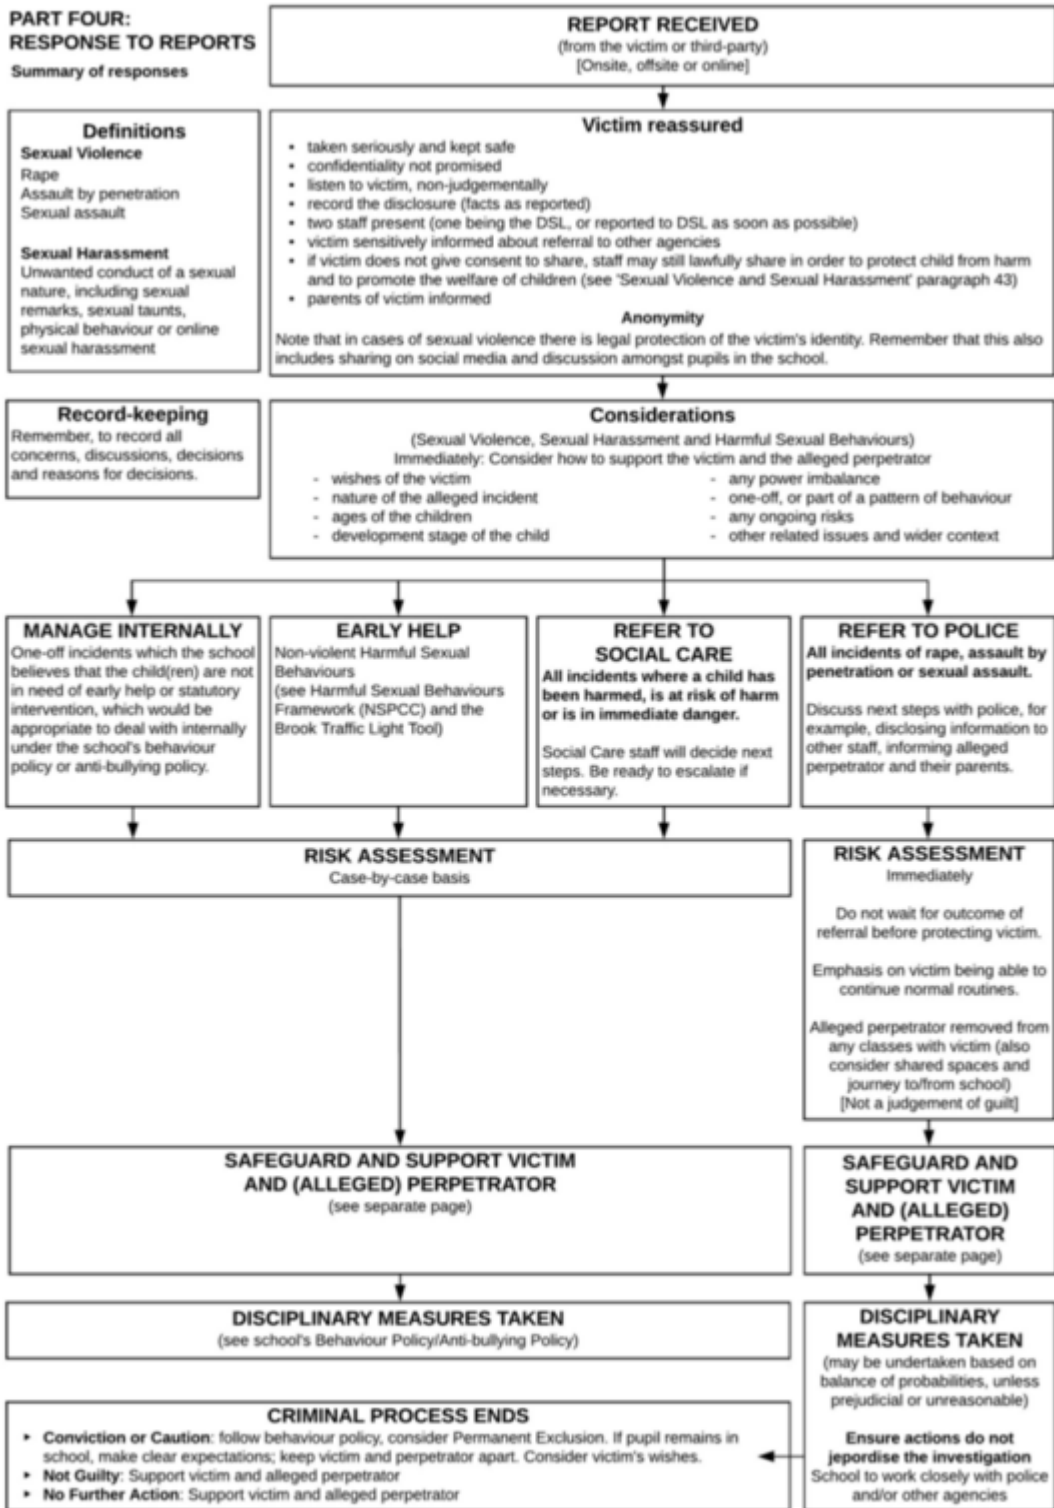 PART FOUR:
RESPONSE TO REPORTS
Summary of responses
REPORT RECEIVED
(from the victim or third-party)
[Onsite, offsite or online]
Definitions
Sexual Violence
Rape
Assault by penetration
Sexual assault
Sexual Harassment
Unwanted conduct of a sexual
nature, including sexual
remarks, sexual taunts,
physical behaviour or online
sexual harassment
Victim reassured
• taken seriously and kept safe
• confidentiality not promised
• listen to victim, non-judgementally
• record the disclosure (facts as reported)
• two staff present (one being the DSL, or reported to DSL as soon as possible)
• victim sensitively informed about referral to other agencies
• if victim does not give consent to share, staff may still lawfully share in order to protect child from harm
and to promote the welfare of children (see 'Sexual Violence and Sexual Harassment' paragraph 43)
• parents of victim informed
Anonymity
Note that in cases of sexual violence there is legal protection of the victim's identity. Remember that this also
includes sharing on social media and discussion amongst pupils in the school.
Record-keeping
Remember, to record all
concerns, discussions, decisions
and reasons for decisions.
Considerations
(Sexual Violence, Sexual Harassment and Harmful Sexual Behaviours)
Immediately: Consider how to support the victim and the alleged perpetrator
- wishes of the victim
- nature of the alleged incident
- ages of the children
- development stage of the child
- any power imbalance
- one-off, or part of a pattern of behaviour
- any ongoing risks
- other related issues and wider context
MANAGE INTERNALLY
One-off incidents which the school
believes that the child(ren) are not
in need of early help or statutory
intervention, which would be
appropriate to deal with internally
under the school's behaviour
policy or anti-bullying policy.
EARLY HELP
Non-violent Harmful Sexual
Behaviours
(see Harmful Sexual Behaviours
Framework (NSPCC) and the
Brook Traffic Light Tool)
REFER TO
SOCIAL CARE
All incidents where a child has
been harmed, is at risk of harm
or is in immediate danger.
Social Care staff will decide next
steps. Be ready to escalate if
necessary.
REFER TO POLICE
All incidents of rape, assault by
penetration or sexual assault.
Discuss next steps with police, for
example, disclosing information to
other staff, informing alleged
perpetrator and their parents.
RISK ASSESSMENT
Case-by-case basis
RISK ASSESSMENT
Immediately
Do not wait for outcome of
referral before protecting victim.
Emphasis on victim being able to
continue normal routines.
Alleged perpetrator removed from
any classes with victim (also
consider shared spaces and
journey to/from school)
[Not a judgement of guilt]
SAFEGUARD AND SUPPORT VICTIM
AND (ALLEGED) PERPETRATOR
(see separate page)
SAFEGUARD AND
SUPPORT VICTIM
AND (ALLEGED)
PERPETRATOR
(see separate page)
DISCIPLINARY MEASURES TAKEN
(see school's Behaviour Policy/Anti-bullying Policy)
DISCIPLINARY
MEASURES TAKEN
(may be undertaken based on
balance of probabilities, unless
prejudicial or unreasonable)
Ensure actions do not
jepordise the investigation
School to work closely with police
and/or other agencies
CRIMINAL PROCESS ENDS
‣ Conviction or Caution: follow behaviour policy, consider Permanent Exclusion. If pupil remains in
school, make clear expectations; keep victim and perpetrator apart. Consider victim's wishes.
‣ Not Guilty: Support victim and alleged perpetrator
‣ No Further Action: Support victim and alleged perpetrator